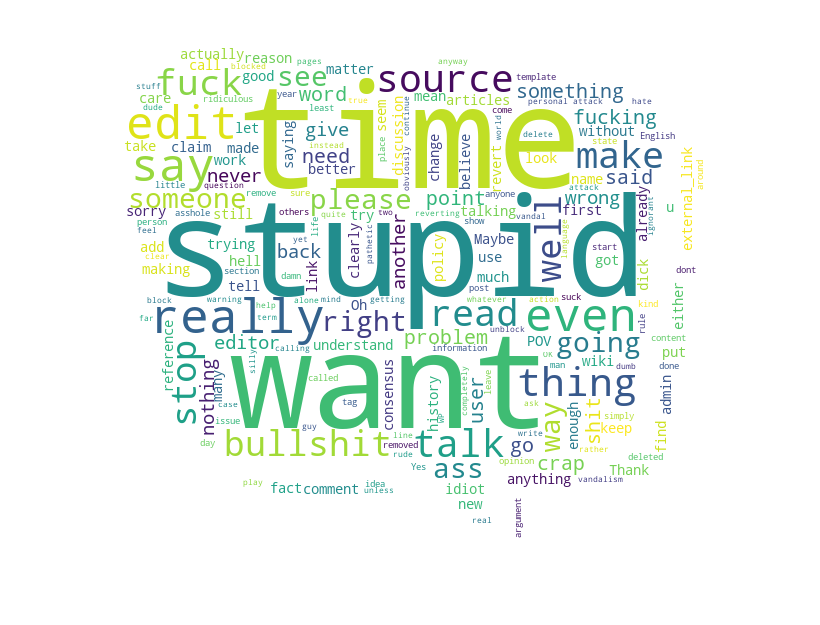 actually
reason
pages
anyway
call
blocked
good
matter
see
source
template
stuff
fuck
ridiculous
year
word
least
mean
articles
come
personal attack
hate
something
care
dude
time
true
edit
let
saying
give
place
seem
discussion
obviously
continue
change
believe
revert
world
delete
English
fucking
without
state
say
take
claim
made
instead
need
look
make
external_link
around
little
work
question
never
better
name
attack
said
someone
remove
sure
please
point
anyone
vandal
wrong
already
ignorant
sorry
asshole
still
others
quite
try
two
reverting
talking
first
u
person
feel
stupid
life
show
language
well
add
trying
back
yet
clearly
pathetic
another
policy
Maybe
use
start
got
dick
clear
hell
link
much
making
section
damn
tell
post
either
dont
block
warning
alone
mind
getting
whatever
action
kind
really
Oh
suck
right
read
even
rule
far
term
help
unblock
content
put
stop
reference
silly
calling
editor
understand
problem
information
POV
OK
going
wiki
done
want
completely
leave
man
dumb
nothing
many
called
thing
admin
case
tag
consensus
history
WP
user
ask
way
enough
shit
simply
issue
guy
removed
write
go
keep
find
bullshit
line
talk
opinion
rather
deleted
day
rude
Yes
ass
crap
Thank
play
fact
comment
idea
unless
idiot
anything
vandalism
new
real
argument